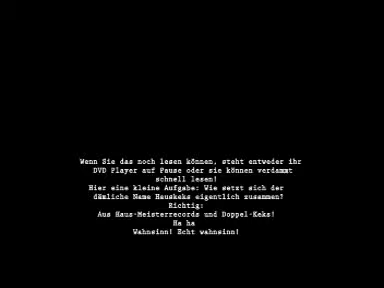 Wenn Sie das noch lesen können, steht entweder ihr
DVD Player auf Pause oder sie können verdammt
schnell lesen!
Hier eine kleine Aufgabe: Wie setzt sich der
dämliche Name Hauskeks eigentlich zusammen?
Richtig:
Aus Haus-Meisterrecords und Doppel-Keks!
Ha ha
Wahnsinn! Echt wahnsinn!